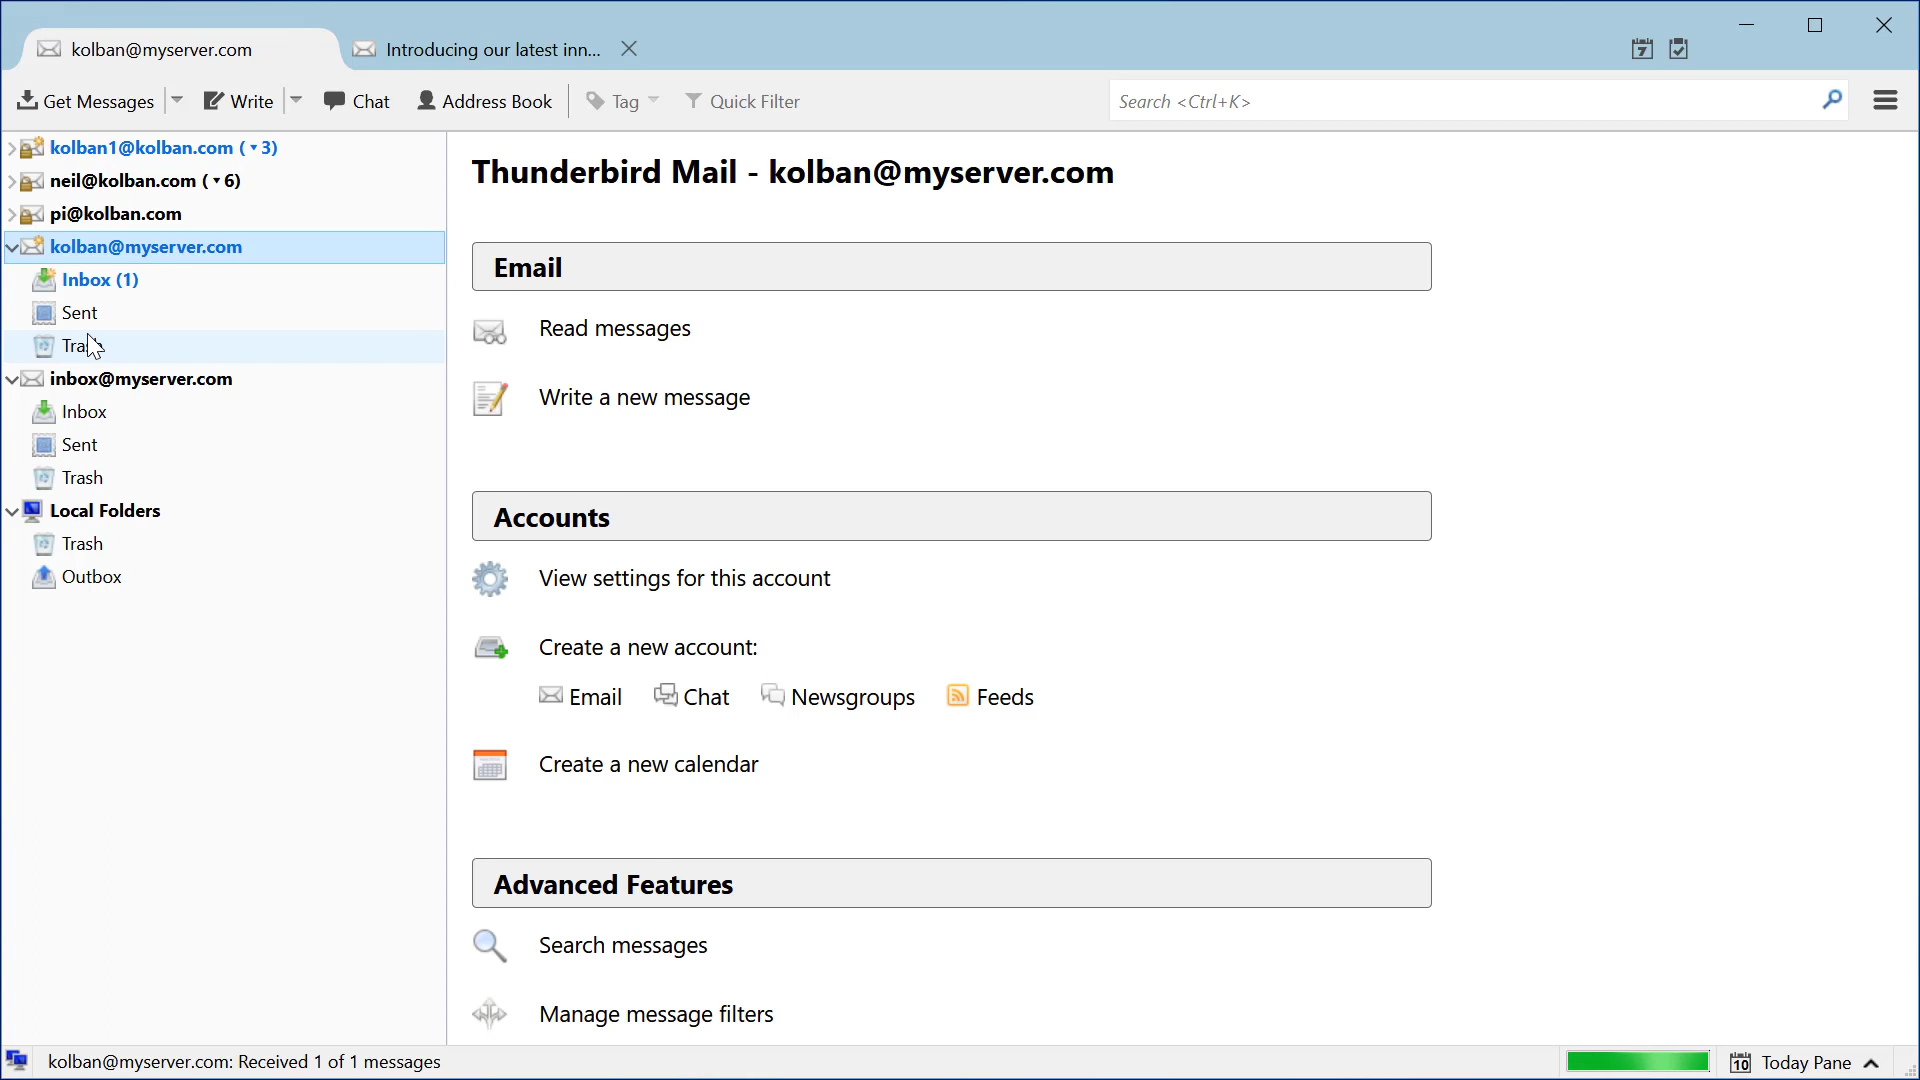 kolban@myserver.com
Introducing our latest inn...
7
Get Messages Write Chat Address Book Tag Quick Filter Search <Ctrl+K>
kolban1@kolban.com ( 3)
neil@kolban.com ( 6)
pi@kolban.com
kolban@myserver.com
Inbox (1)
Sent
Trash
inbox@myserver.com
Inbox
Sent
Trash
Local Folders
Trash
Outbox
Thunderbird Mail - kolban@myserver.com
Email
Read messages
Write a new message
Accounts
View settings for this account
Create a new account:
Email Chat Newsgroups Feeds
Create a new calendar
Advanced Features
Search messages
Manage message filters
kolban@myserver.com: Received 1 of 1 messages
10 Today Pane